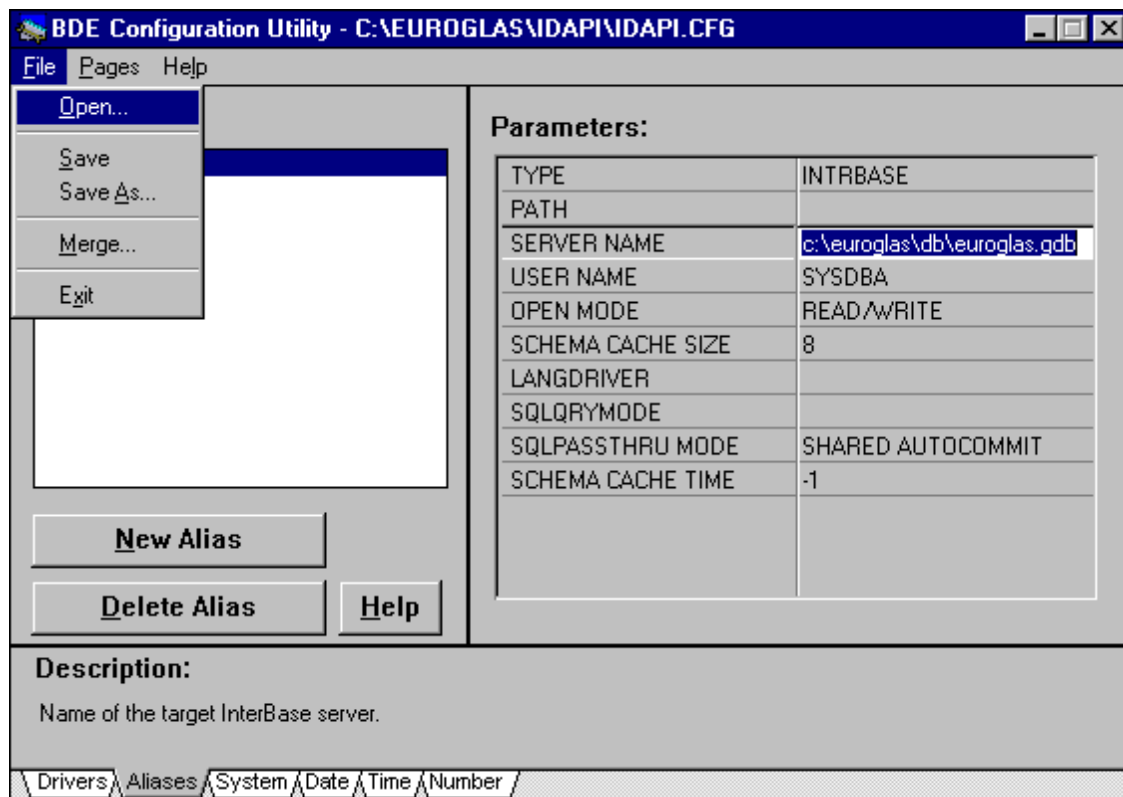 BDE Configuration Utility - C:\EUROGLAS\IDAPI\IDAPI.CFG
File Pages Help
Open...
Save
Save As...
Merge...
Exit
Parameters:
TYPE INTRBASE
PATH
SERVER NAME c:\euroglas\db\euroglas.gdb
USER NAME SYSDBA
OPEN MODE READ/WRITE
SCHEMA CACHE SIZE 8
LANGDRIVER
SQLQRYMODE
SQLPASSTHRU MODE SHARED AUTOCOMMIT
SCHEMA CACHE TIME -1
New Alias
Delete Alias Help
Description:
Name of the target InterBase server.
Drivers Aliases System Date Time Number